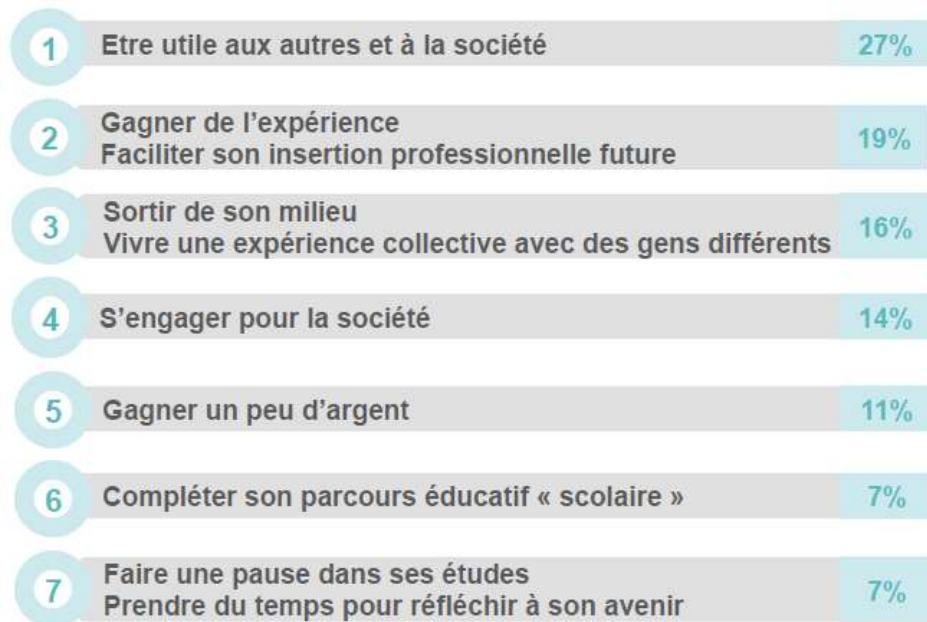 1 Etre utile aux autres et à la société 27%
Gagner de l'expérience
2 19%
Faciliter son insertion professionnelle future
Sortir de son milieu
3 16%
Vivre une expérience collective avec des gens différents
4 S'engager pour la société 14%
5 Gagner un peu d'argent 11%
6 Compléter son parcours éducatif « scolaire » 7%
Faire une pause dans ses études
7 7%
Prendre du temps pour réfléchir à son avenir